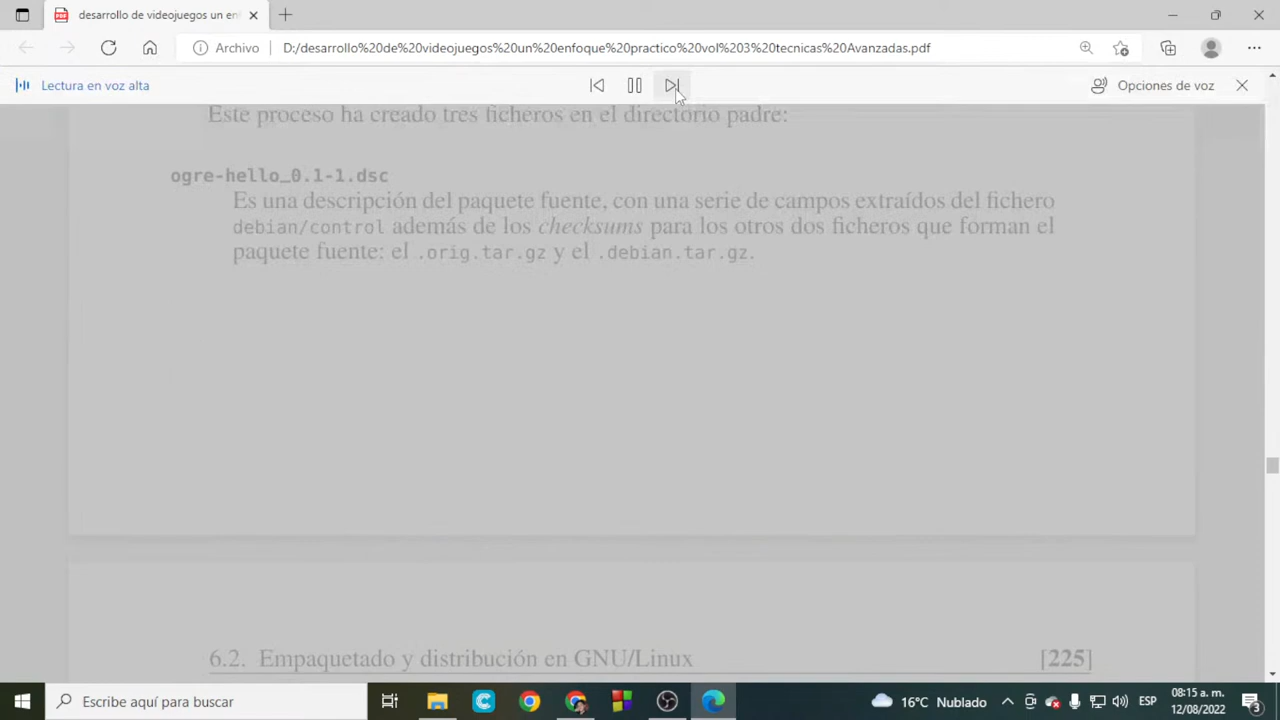 desarrollo de videojuegos un en
Archivo
D:/desarrollo%20de%20videojuegos%20un%20enfoque%20practico%20vol%203%20tecnicas%20Avanzadas.pdf
Lectura en voz alta
Opciones de voz
Este proceso ha creado tres ficheros en el directorio padre:
ogre-hello_0.1-1.dsc
Es una descripción del paquete fuente, con una serie de campos extraídos del fichero
debian/control además de los checksums para los otros dos ficheros que forman el
paquete fuente: el .orig.tar.gz y el .debian.tar.gz.
6.2. Empaquetado y distribución en GNU/Linux [225]
Escribe aquí para buscar
16°C Nublado
ESP
08:15 a. m.
12/08/2022
3